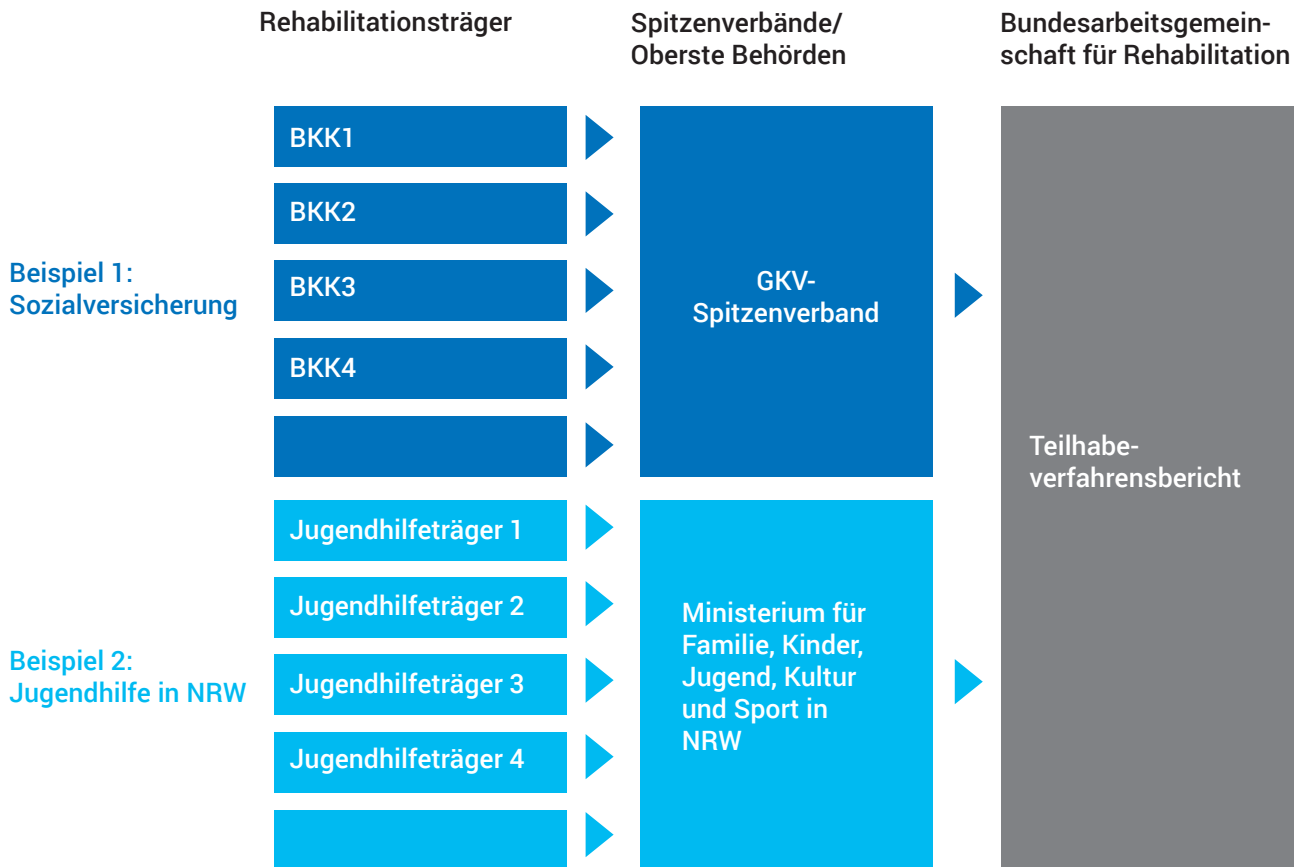 Rehabilitationsträger
Spitzenverbände/
Oberste Behörden
Bundesarbeitsgemein-
schaft für Rehabilitation
Beispiel 1:
Sozialversicherung
BKK1
BKK2
BKK3
BKK4
GKV-
Spitzenverband
Teilhabe-
verfahrensbericht
Beispiel 2:
Jugendhilfe in NRW
Jugendhilfeträger 1
Jugendhilfeträger 2
Jugendhilfeträger 3
Jugendhilfeträger 4
Ministerium für
Familie, Kinder,
Jugend, Kultur
und Sport in
NRW